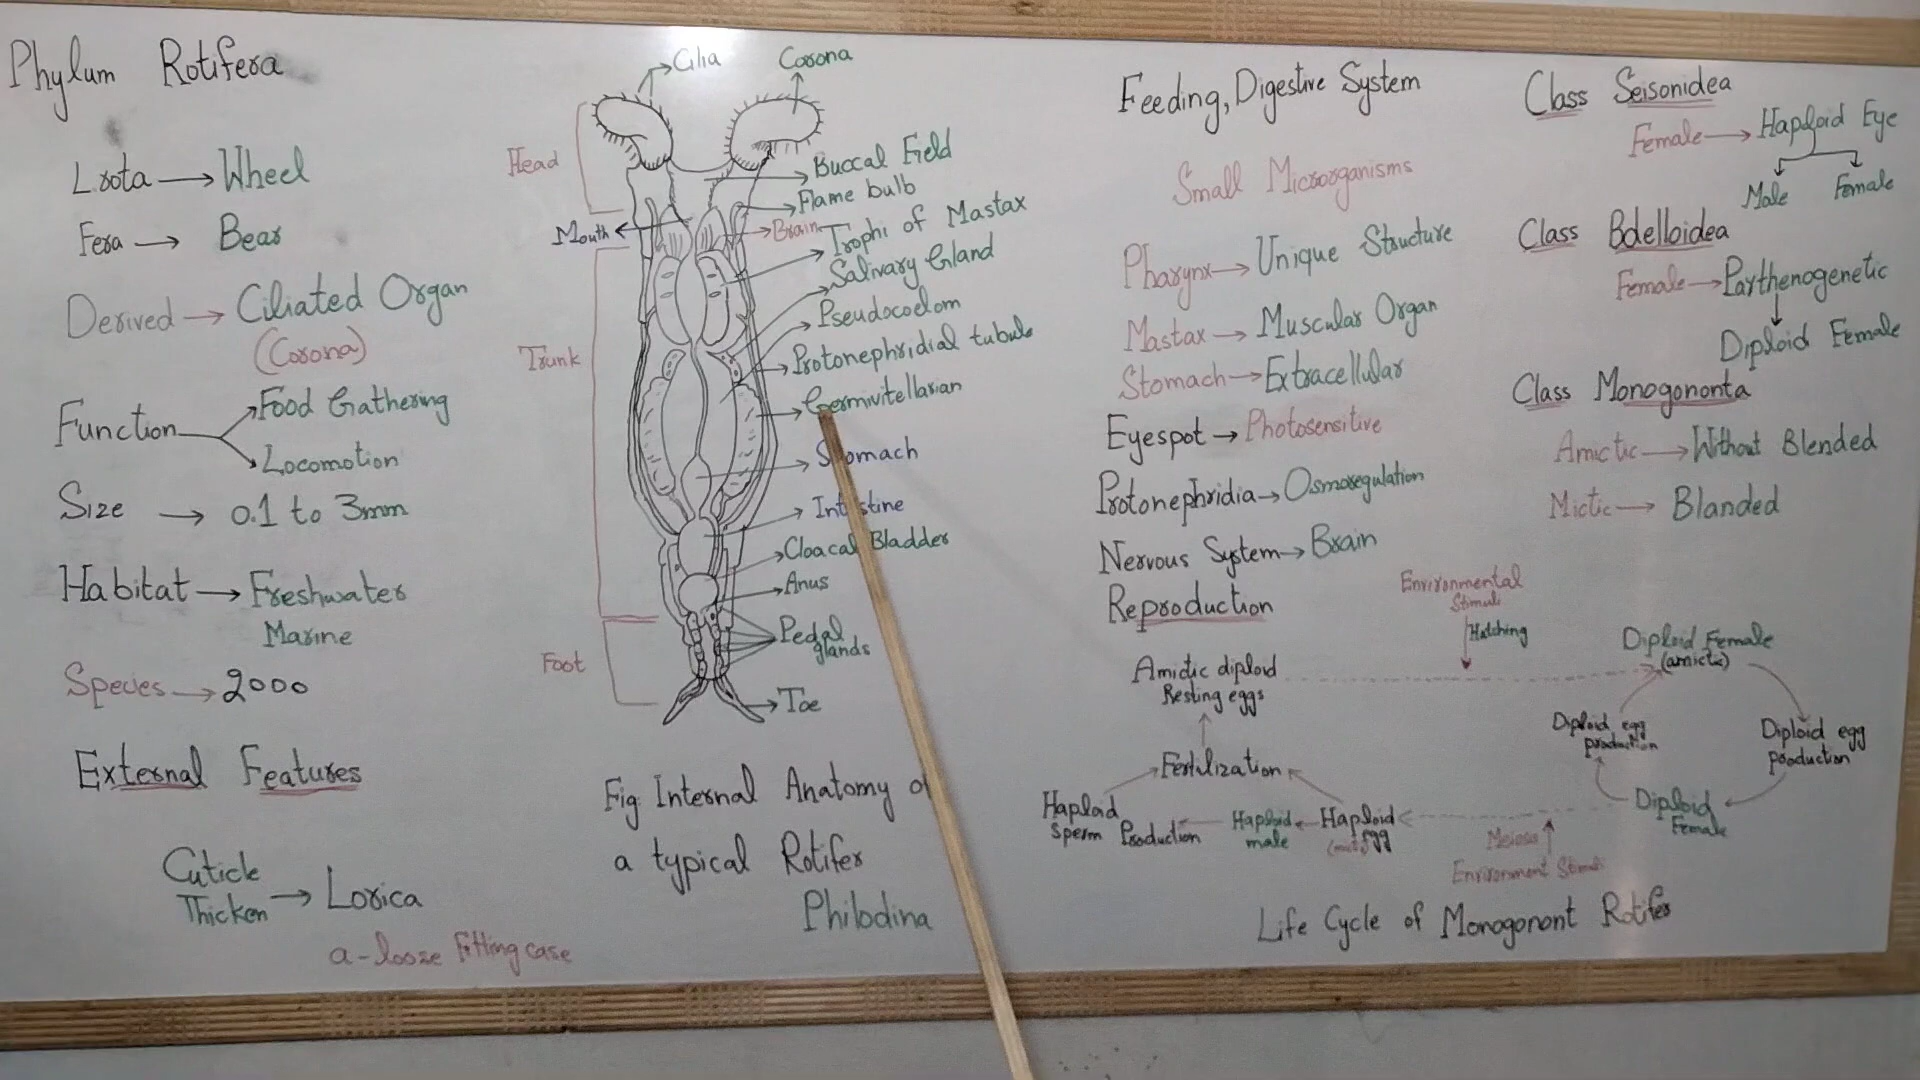 Phylum Rotifera
L rota → Wheel
Fera → Bear
Derived → Ciliated Organ
(Corona)
Function → Food Gathering
→ Locomotion
Size → 0.1 to 3mm
Habitat → Freshwater
Marine
Species → 2000
External Features
Cuticle
Thicken → Lorica
a-loose Fitting case
Cilia
Corona
Head
Buccal Field
Flame bulb
Mouth
Brain
Trophi of Mastax
Salivary Gland
Pseudocoelom
Trunk
Protonephridial tubule
Germivitellarian
Stomach
Intestine
Cloacal Bladder
Anus
Pedal
glands
Foot
Toe
Fig Internal Anatomy of
a typical Rotifer
Philodina
Feeding, Digestive System
Small Microorganisms
Pharynx → Unique Structure
Mastax → Muscular Organ
Stomach → Extracellular
Eyespot → Photosensitive
Protonephridia → Osmoregulation
Nervous System → Brain
Reproduction
Environmental
Stimuli
Hatching
Amictic diploid
Resting eggs
Diploid Female
(amictic)
Diploid egg
production
Diploid egg
production
Diploid
Female
Fertilization
Haploid
Sperm Production
Haploid
male
Haploid
Egg
Meiosis
Environment Stimuli
Life Cycle of Monogonont Rotifer
Class Seisonidea
Female → Haploid Eye
Male Female
Class Bdelloidea
Female → Parthenogenetic
Diploid Female
Class Monogononta
Amictic → Without Blended
Mictic → Blanded